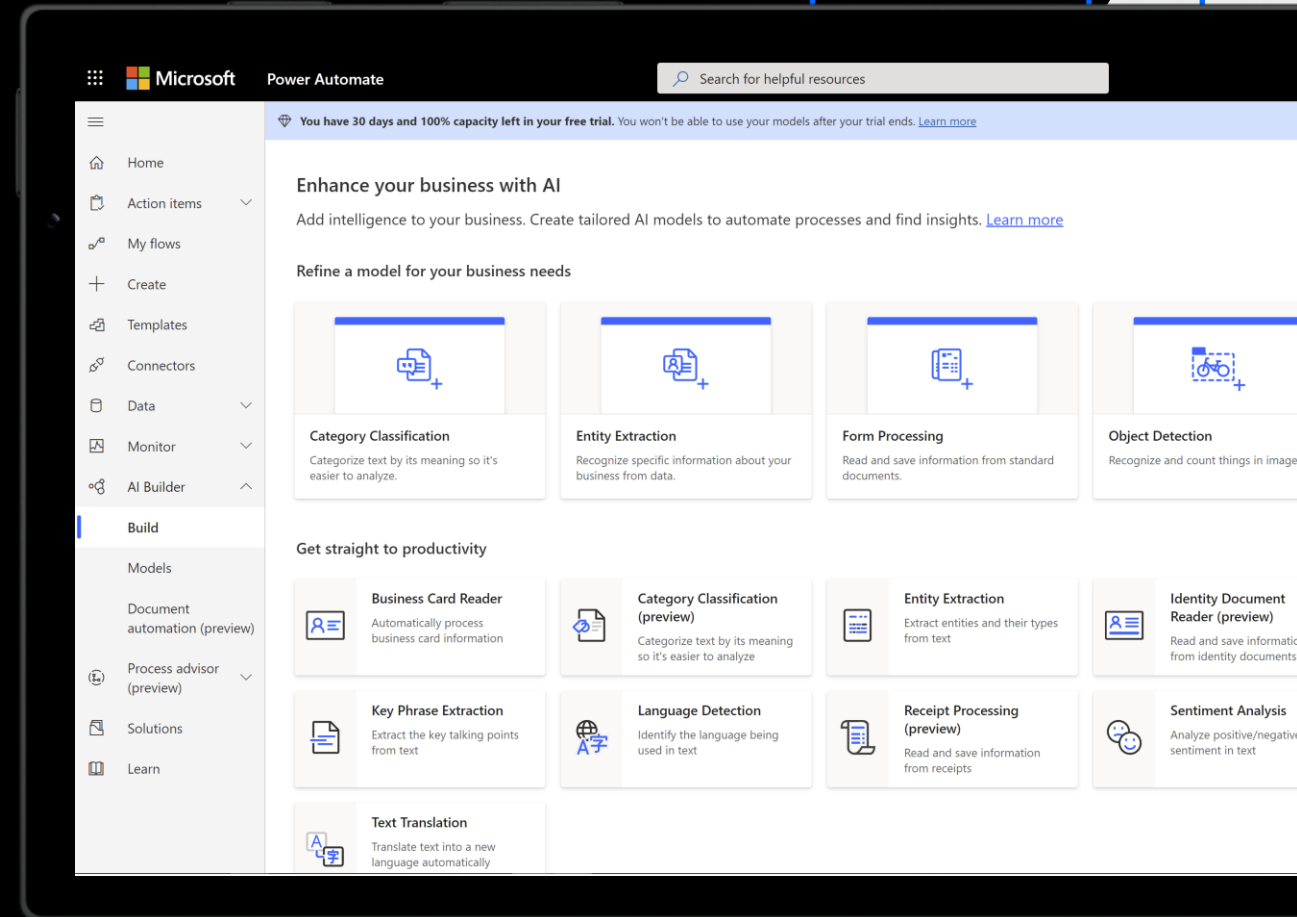 Microsoft
Power Automate
Search for helpful resources
You have 30 days and 100% capacity left in your free trial. You won't be able to use your models after your trial ends. Learn more
Home
Action items
My flows
Create
Templates
Connectors
Data
Monitor
AI Builder
Build
Models
Document
automation (preview)
Process advisor
(preview)
Solutions
Learn
Enhance your business with AI
Add intelligence to your business. Create tailored AI models to automate processes and find insights. Learn more
Refine a model for your business needs
Category Classification
Categorize text by its meaning so it's
easier to analyze.
Entity Extraction
Recognize specific information about your
business from data.
Form Processing
Read and save information from standard
documents.
Object Detection
Recognize and count things in image
Get straight to productivity
Business Card Reader
Automatically process
business card information
Category Classification
(preview)
Categorize text by its meaning
so it's easier to analyze
Entity Extraction
Extract entities and their types
from text
Identity Document
Reader (preview)
Read and save informatio
from identity documents
Key Phrase Extraction
Extract the key talking points
from text
Language Detection
Identify the language being
used in text
Receipt Processing
(preview)
Read and save information
from receipts
Sentiment Analysis
Analyze positive/negative
sentiment in text
Text Translation
Translate text into a new
language automatically